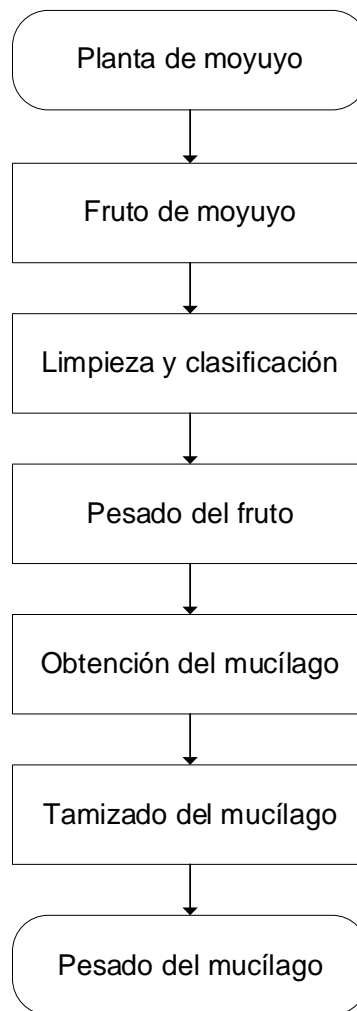 Planta de moyuyo
Fruto de moyuyo
Limpieza y clasificación
Pesado del fruto
Obtención del mucílago
Tamizado del mucílago
Pesado del mucílago